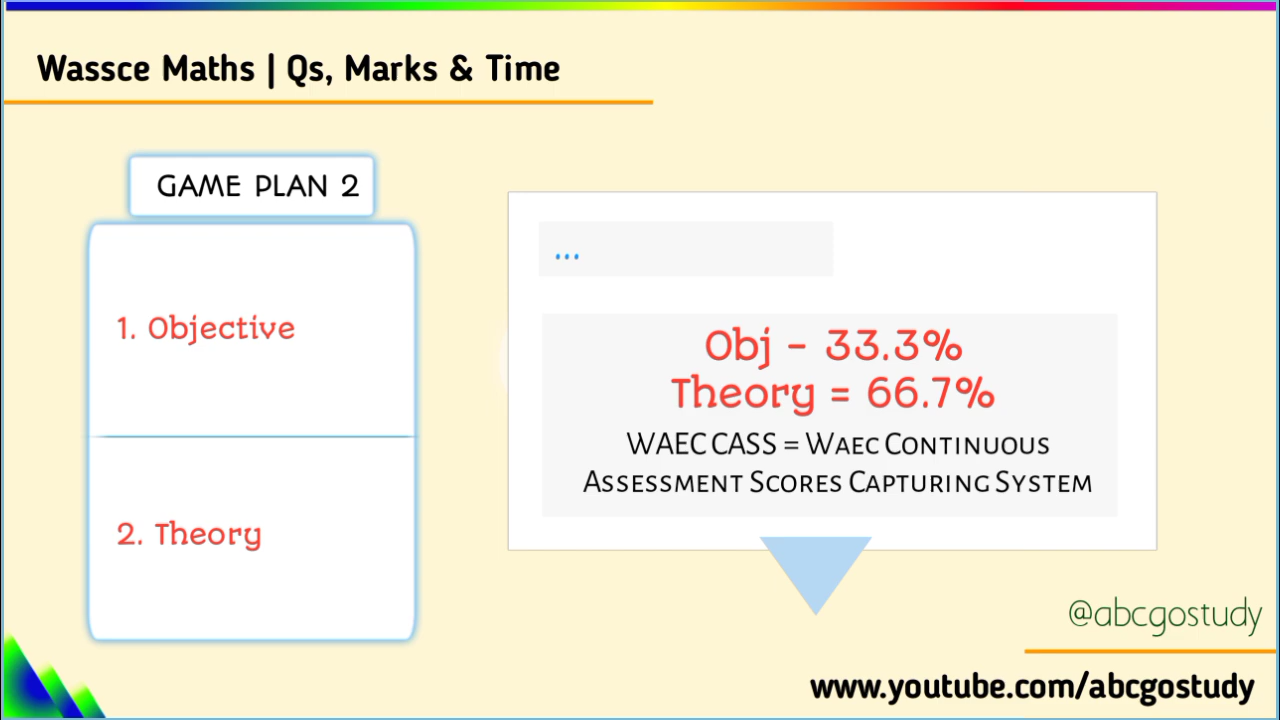 Wassce Maths | Qs, Marks & Time
GAME PLAN 2
1. Objective
2. Theory
...
Obj - 33.3%
Theory = 66.7%
WAEC CASS = WAEC CONTINUOUS
ASSESSMENT SCORES CAPTURING SYSTEM
@abcgostudy
www.youtube.com/abcgostudy